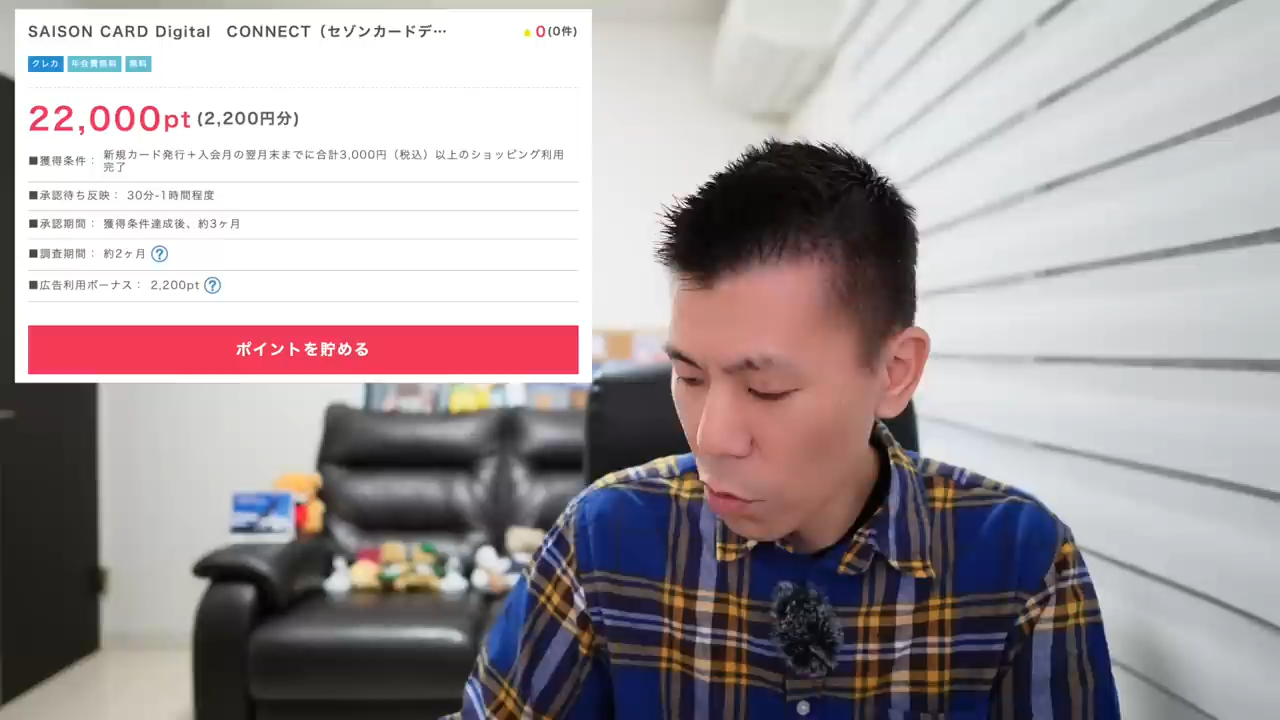 SAISON CARD Digital CONNECT（セゾンカードデ…
0(0件)
クレカ 年会費無料 無料
22,000pt (2,200円分)
■獲得条件： 新規カード発行＋入会月の翌月末までに合計3,000円（税込）以上のショッピング利用
完了
■承認待ち反映： 30分-1時間程度
■承認期間： 獲得条件達成後、約3ヶ月
■調査期間： 約2ヶ月 ?
■広告利用ボーナス： 2,200pt ?
ポイントを貯める